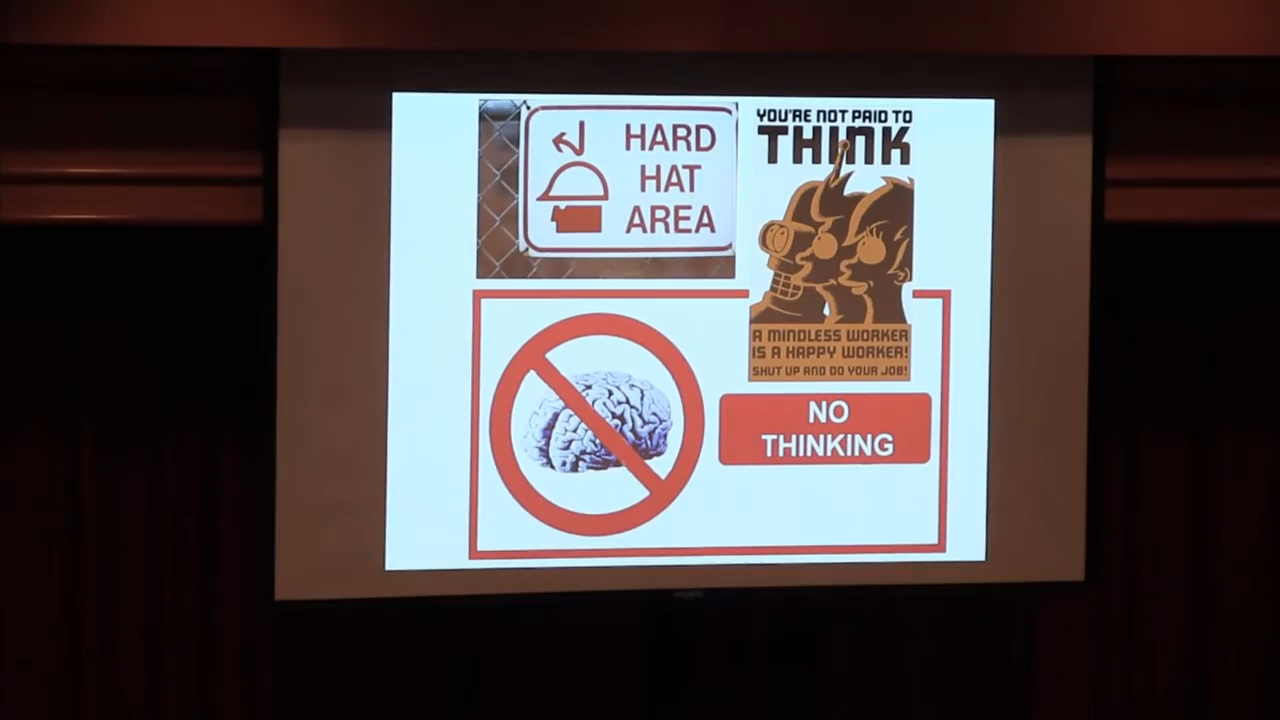 HARD
HAT
AREA
YOU'RE NOT PAID TO
THINK
A MINDLESS WORKER
IS A HAPPY WORKER!
SHUT UP AND DO YOUR JOB!
NO
THINKING